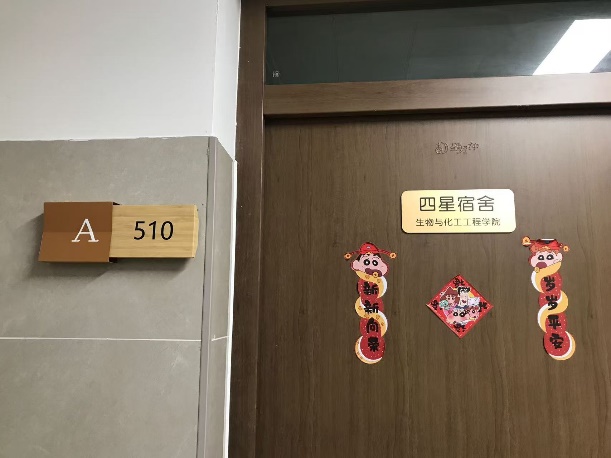 A 510
四星宿舍
生物与化工工程学院
新新向荣
岁岁平安